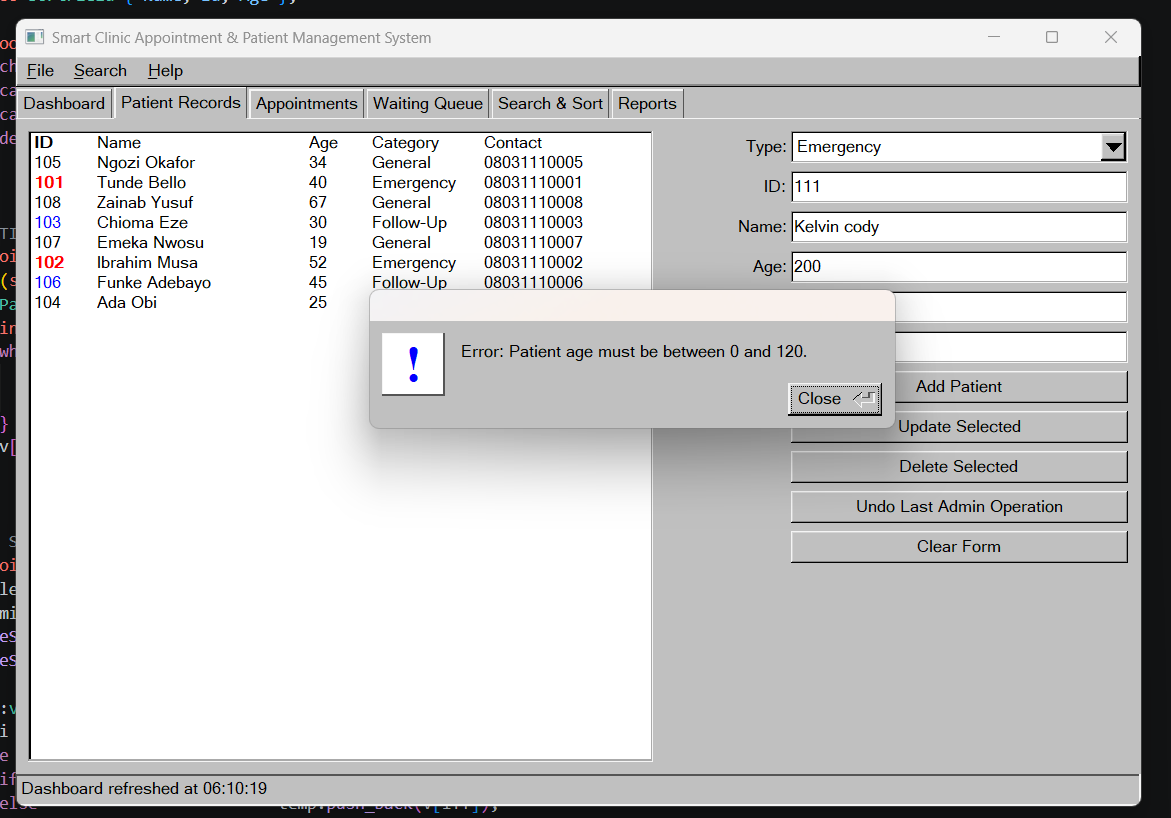 Smart Clinic Appointment & Patient Management System
File Search Help
Dashboard Patient Records Appointments Waiting Queue Search & Sort Reports
ID Name Age Category Contact
105 Ngozi Okafor 34 General 08031110005
101 Tunde Bello 40 Emergency 08031110001
108 Zainab Yusuf 67 General 08031110008
103 Chioma Eze 30 Follow-Up 08031110003
107 Emeka Nwosu 19 General 08031110007
102 Ibrahim Musa 52 Emergency 08031110002
106 Funke Adebayo 45 Follow-Up 08031110006
104 Ada Obi 25
Type: Emergency
ID: 111
Name: Kelvin cody
Age: 200
! Error: Patient age must be between 0 and 120.
Close
Add Patient
Update Selected
Delete Selected
Undo Last Admin Operation
Clear Form
Dashboard refreshed at 06:10:19
else